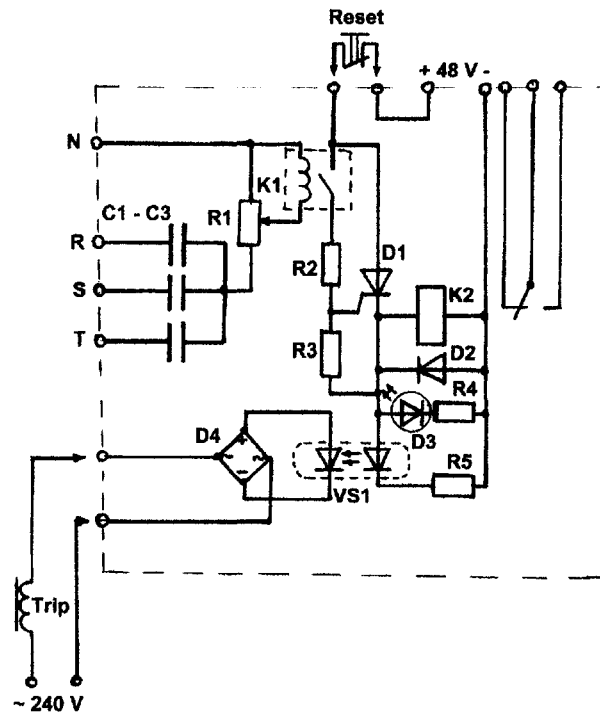 Reset
+ 48 V -
N
K1
C1 - C3
R1
R
R2
D1
S
K2
T
R3
D2
R4
D4
D3
R5
VS1
Trip
~ 240 V